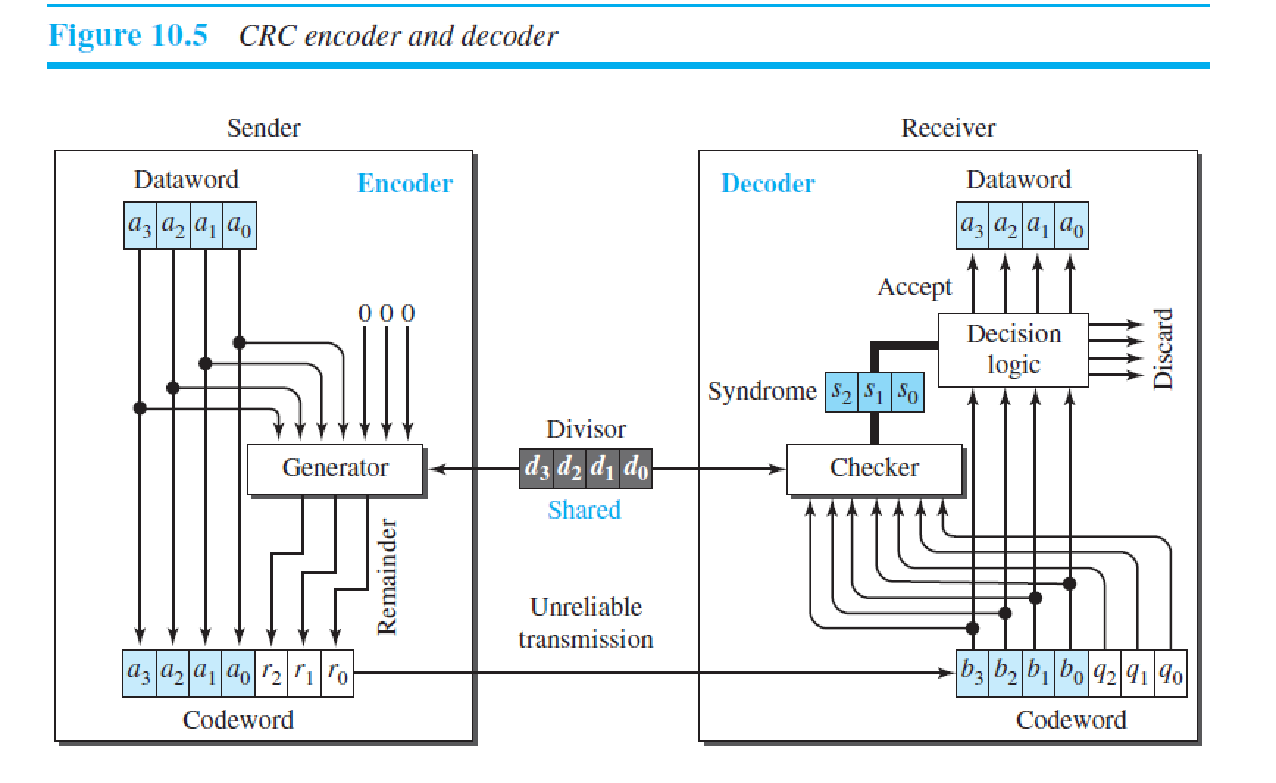 Figure 10.5 CRC encoder and decoder
Sender
Receiver
Dataword
Encoder
a3 a2 a1 a0
0 0 0
Generator
Remainder
a3 a2 a1 a0 r2 r1 r0
Codeword
Divisor
d3 d2 d1 d0
Shared
Unreliable
transmission
Decoder
Dataword
a3 a2 a1 a0
Accept
Decision
logic
Discard
Syndrome s2 s1 s0
Checker
b3 b2 b1 b0 q2 q1 q0
Codeword